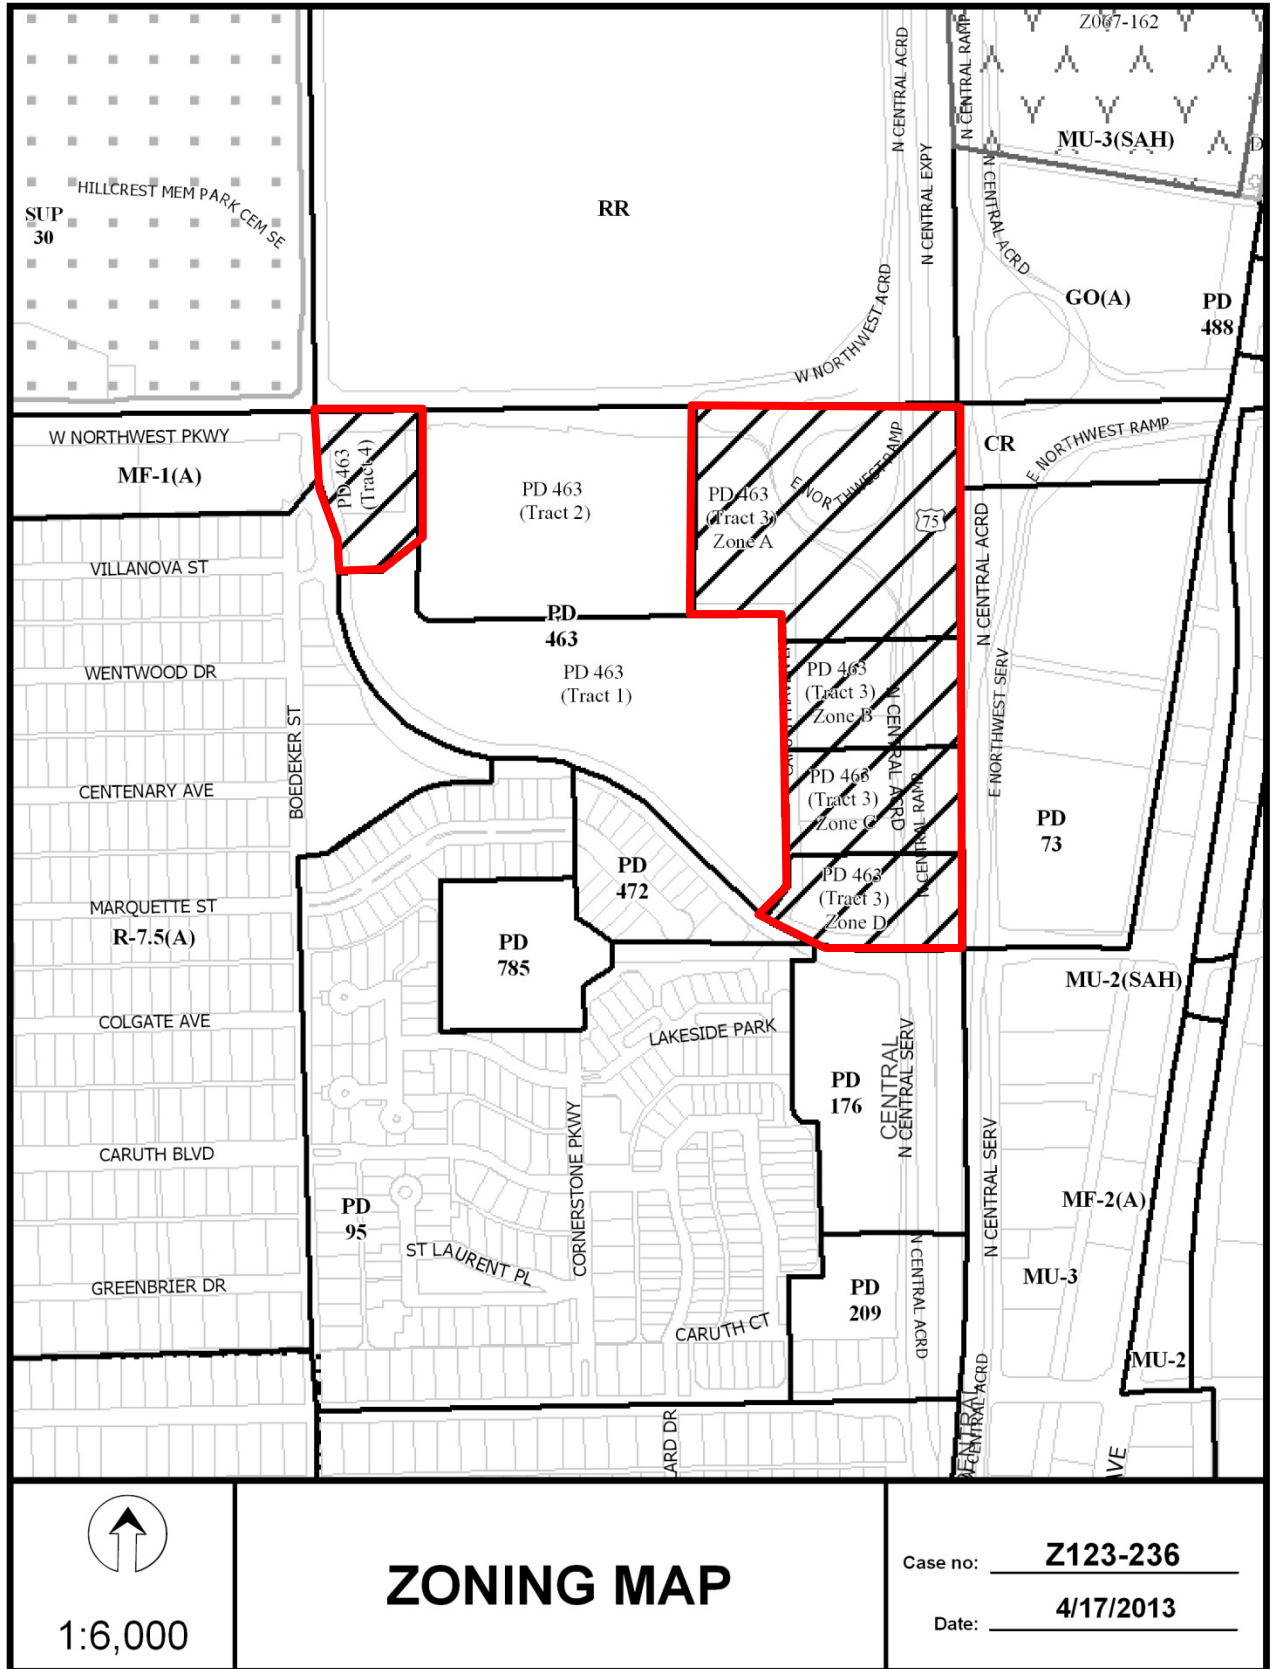 Z067-162
N CENTRAL ACRD
N CENTRAL RAMP
N CENTRAL EXPY
MU-3(SAH)
HILLCREST MEM PARK CEM SE
SUP
30
RR
N CENTRAL ACRD
GO(A)
PD
488
W NORTHWEST ACRD
W NORTHWEST PKWY
MF-1(A)
PD 463
(Tract 4)
PD 463
(Tract 2)
PD 463
(Tract 3)
Zone A
E NORTHWEST RAMP
75
CR
E NORTHWEST RAMP
N CENTRAL ACRD
VILLANOVA ST
PD
463
PD 463
(Tract 1)
WENTWOOD DR
PD 463
(Tract 3)
Zone B
N CENTRAL ACRD
E NORTHWEST SERV
BOEDEKER ST
CENTENARY AVE
PD 463
(Tract 3)
Zone C
N CENTRAL RAMP
PD
73
PD
472
PD 463
(Tract 3)
Zone D
MARQUETTE ST
R-7.5(A)
PD
785
MU-2(SAH)
COLGATE AVE
LAKESIDE PARK
CENTRAL
N CENTRAL SERV
PD
176
CORNERSTONE PKWY
N CENTRAL SERV
CARUTH BLVD
PD
95
MF-2(A)
ST LAURENT PL
N CENTRAL ACRD
MU-3
GREENBRIER DR
PD
209
CARUTH CT
MU-2
N CENTRAL ACRD
CENTRAL
ARD DR
AVE
1:6,000
ZONING MAP
Case no: Z123-236
Date: 4/17/2013